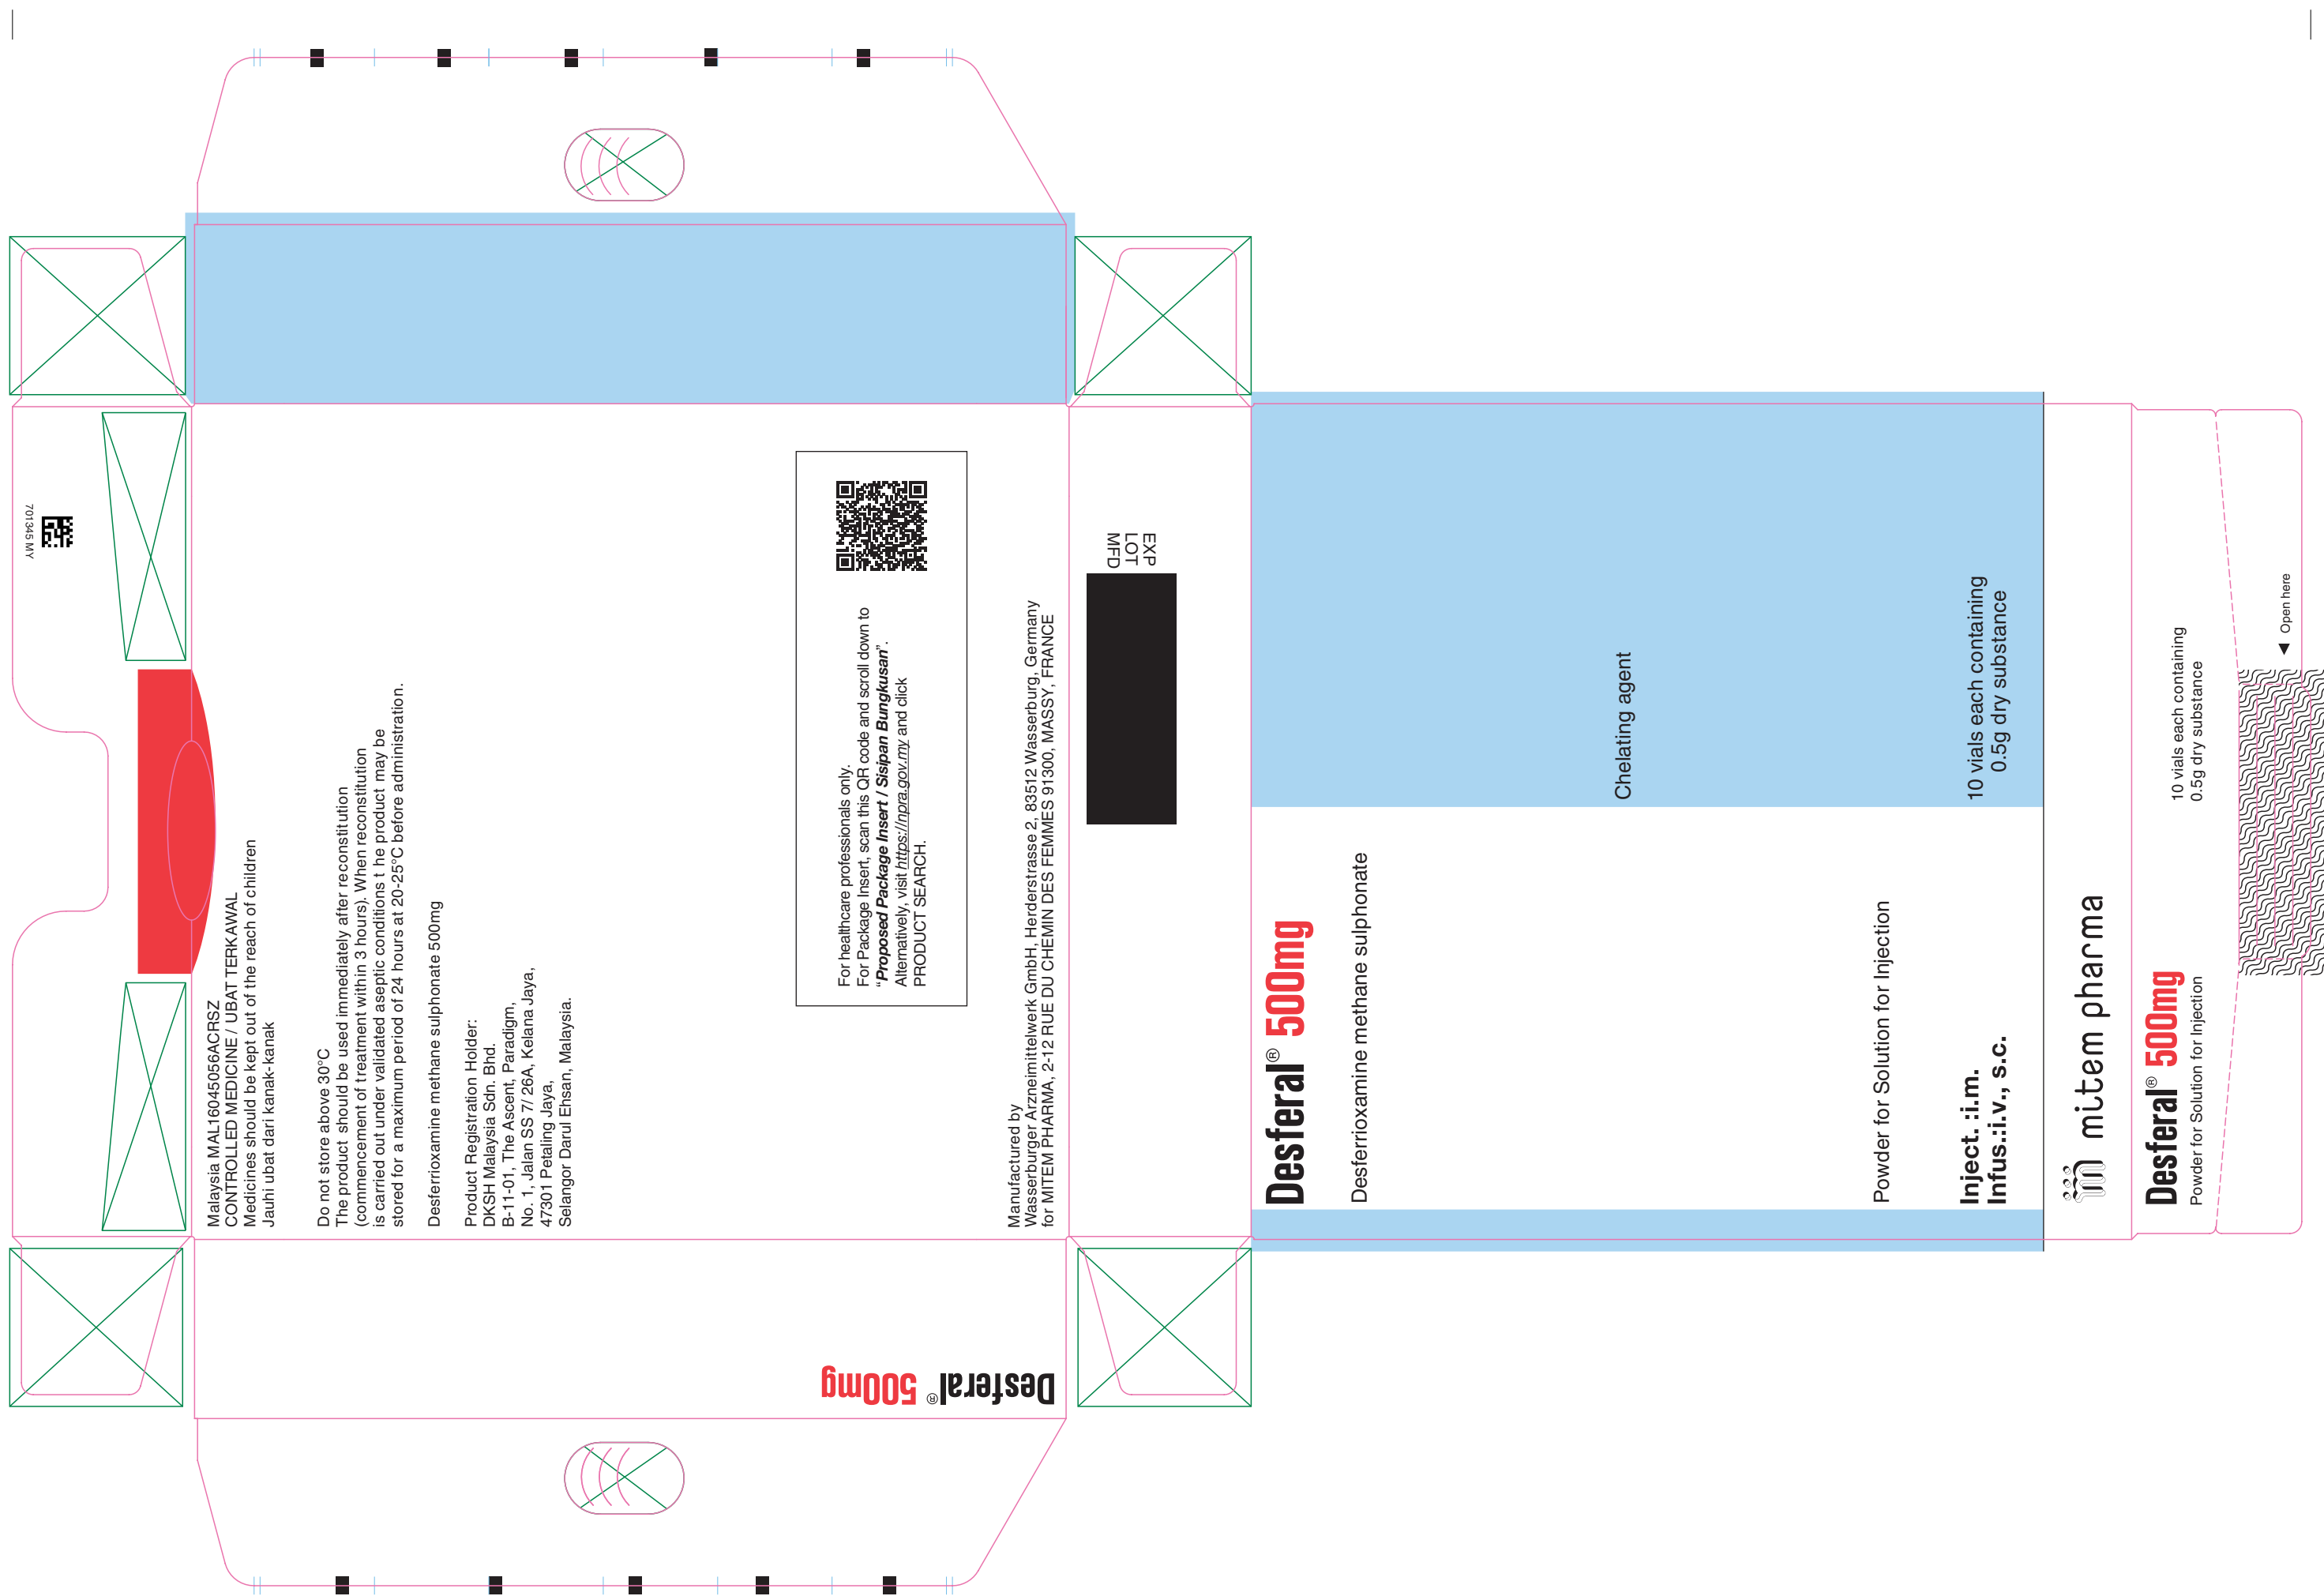 701345 MY
Malaysia MAL16045056ACRSZ
CONTROLLED MEDICINE / UBAT TERKAWAL
Medicines should be kept out of the reach of children
Jauhi ubat dari kanak-kanak
Do not store above 30°C
The product should be used immediately after reconstitution
(commencement of treatment within 3 hours). When reconstitution
is carried out under validated aseptic conditions t he product may be
stored for a maximum period of 24 hours at 20-25°C before administration.
Desferrioxamine methane sulphonate 500mg
Product Registration Holder:
DKSH Malaysia Sdn. Bhd.
B-11-01, The Ascent, Paradigm,
No. 1, Jalan SS 7/ 26A, Kelana Jaya,
47301 Petaling Jaya,
Selangor Darul Ehsan, Malaysia.
For healthcare professionals only.
For Package Insert, scan this QR code and scroll down to
“Proposed Package Insert / Sisipan Bungkusan”.
Alternatively, visit https://npra.gov.my and click
PRODUCT SEARCH.
Manufactured by
Wasserburger Arzneimittelwerk GmbH, Herderstrasse 2, 83512 Wasserburg, Germany
for MITEM PHARMA, 2-12 RUE DU CHEMIN DES FEMMES 91300, MASSY, FRANCE
Desferal® 500mg
EXP
LOT
MFD
Desferal® 500mg
Desferrioxamine methane sulphonate
Chelating agent
Powder for Solution for Injection
Inject. :i.m.
Infus.:i.v., s.c.
10 vials each containing
0.5g dry substance
mitem pharma
Desferal® 500mg
Powder for Solution for Injection
10 vials each containing
0.5g dry substance
◄ Open here